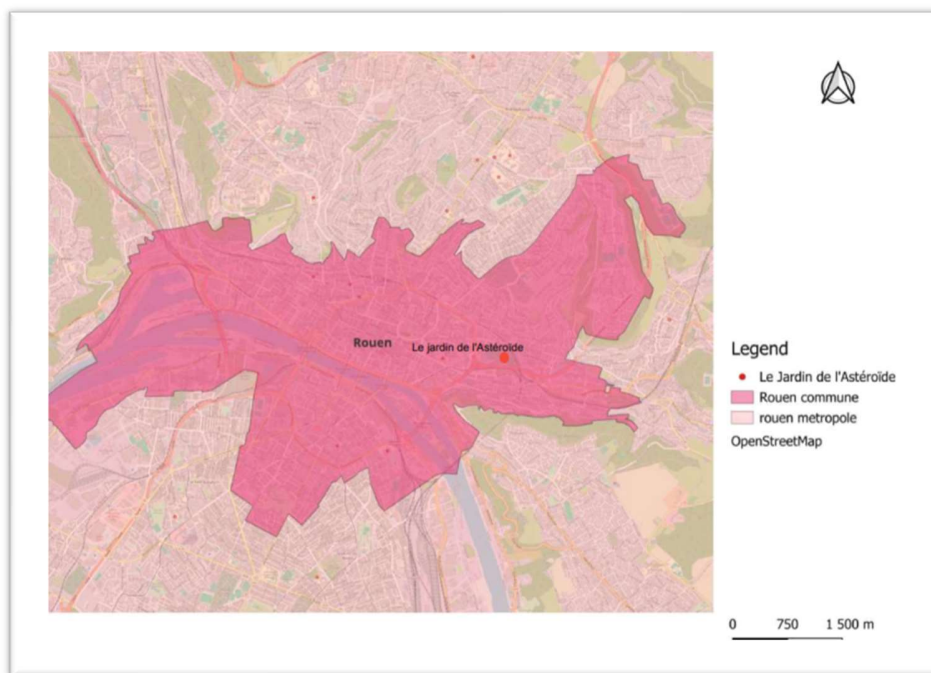 Rouen
Le jardin de l'Astéroïde
Legend
Le Jardin de l'Astéroïde
Rouen commune
rouen metropole
OpenStreetMap
0 750 1 500 m